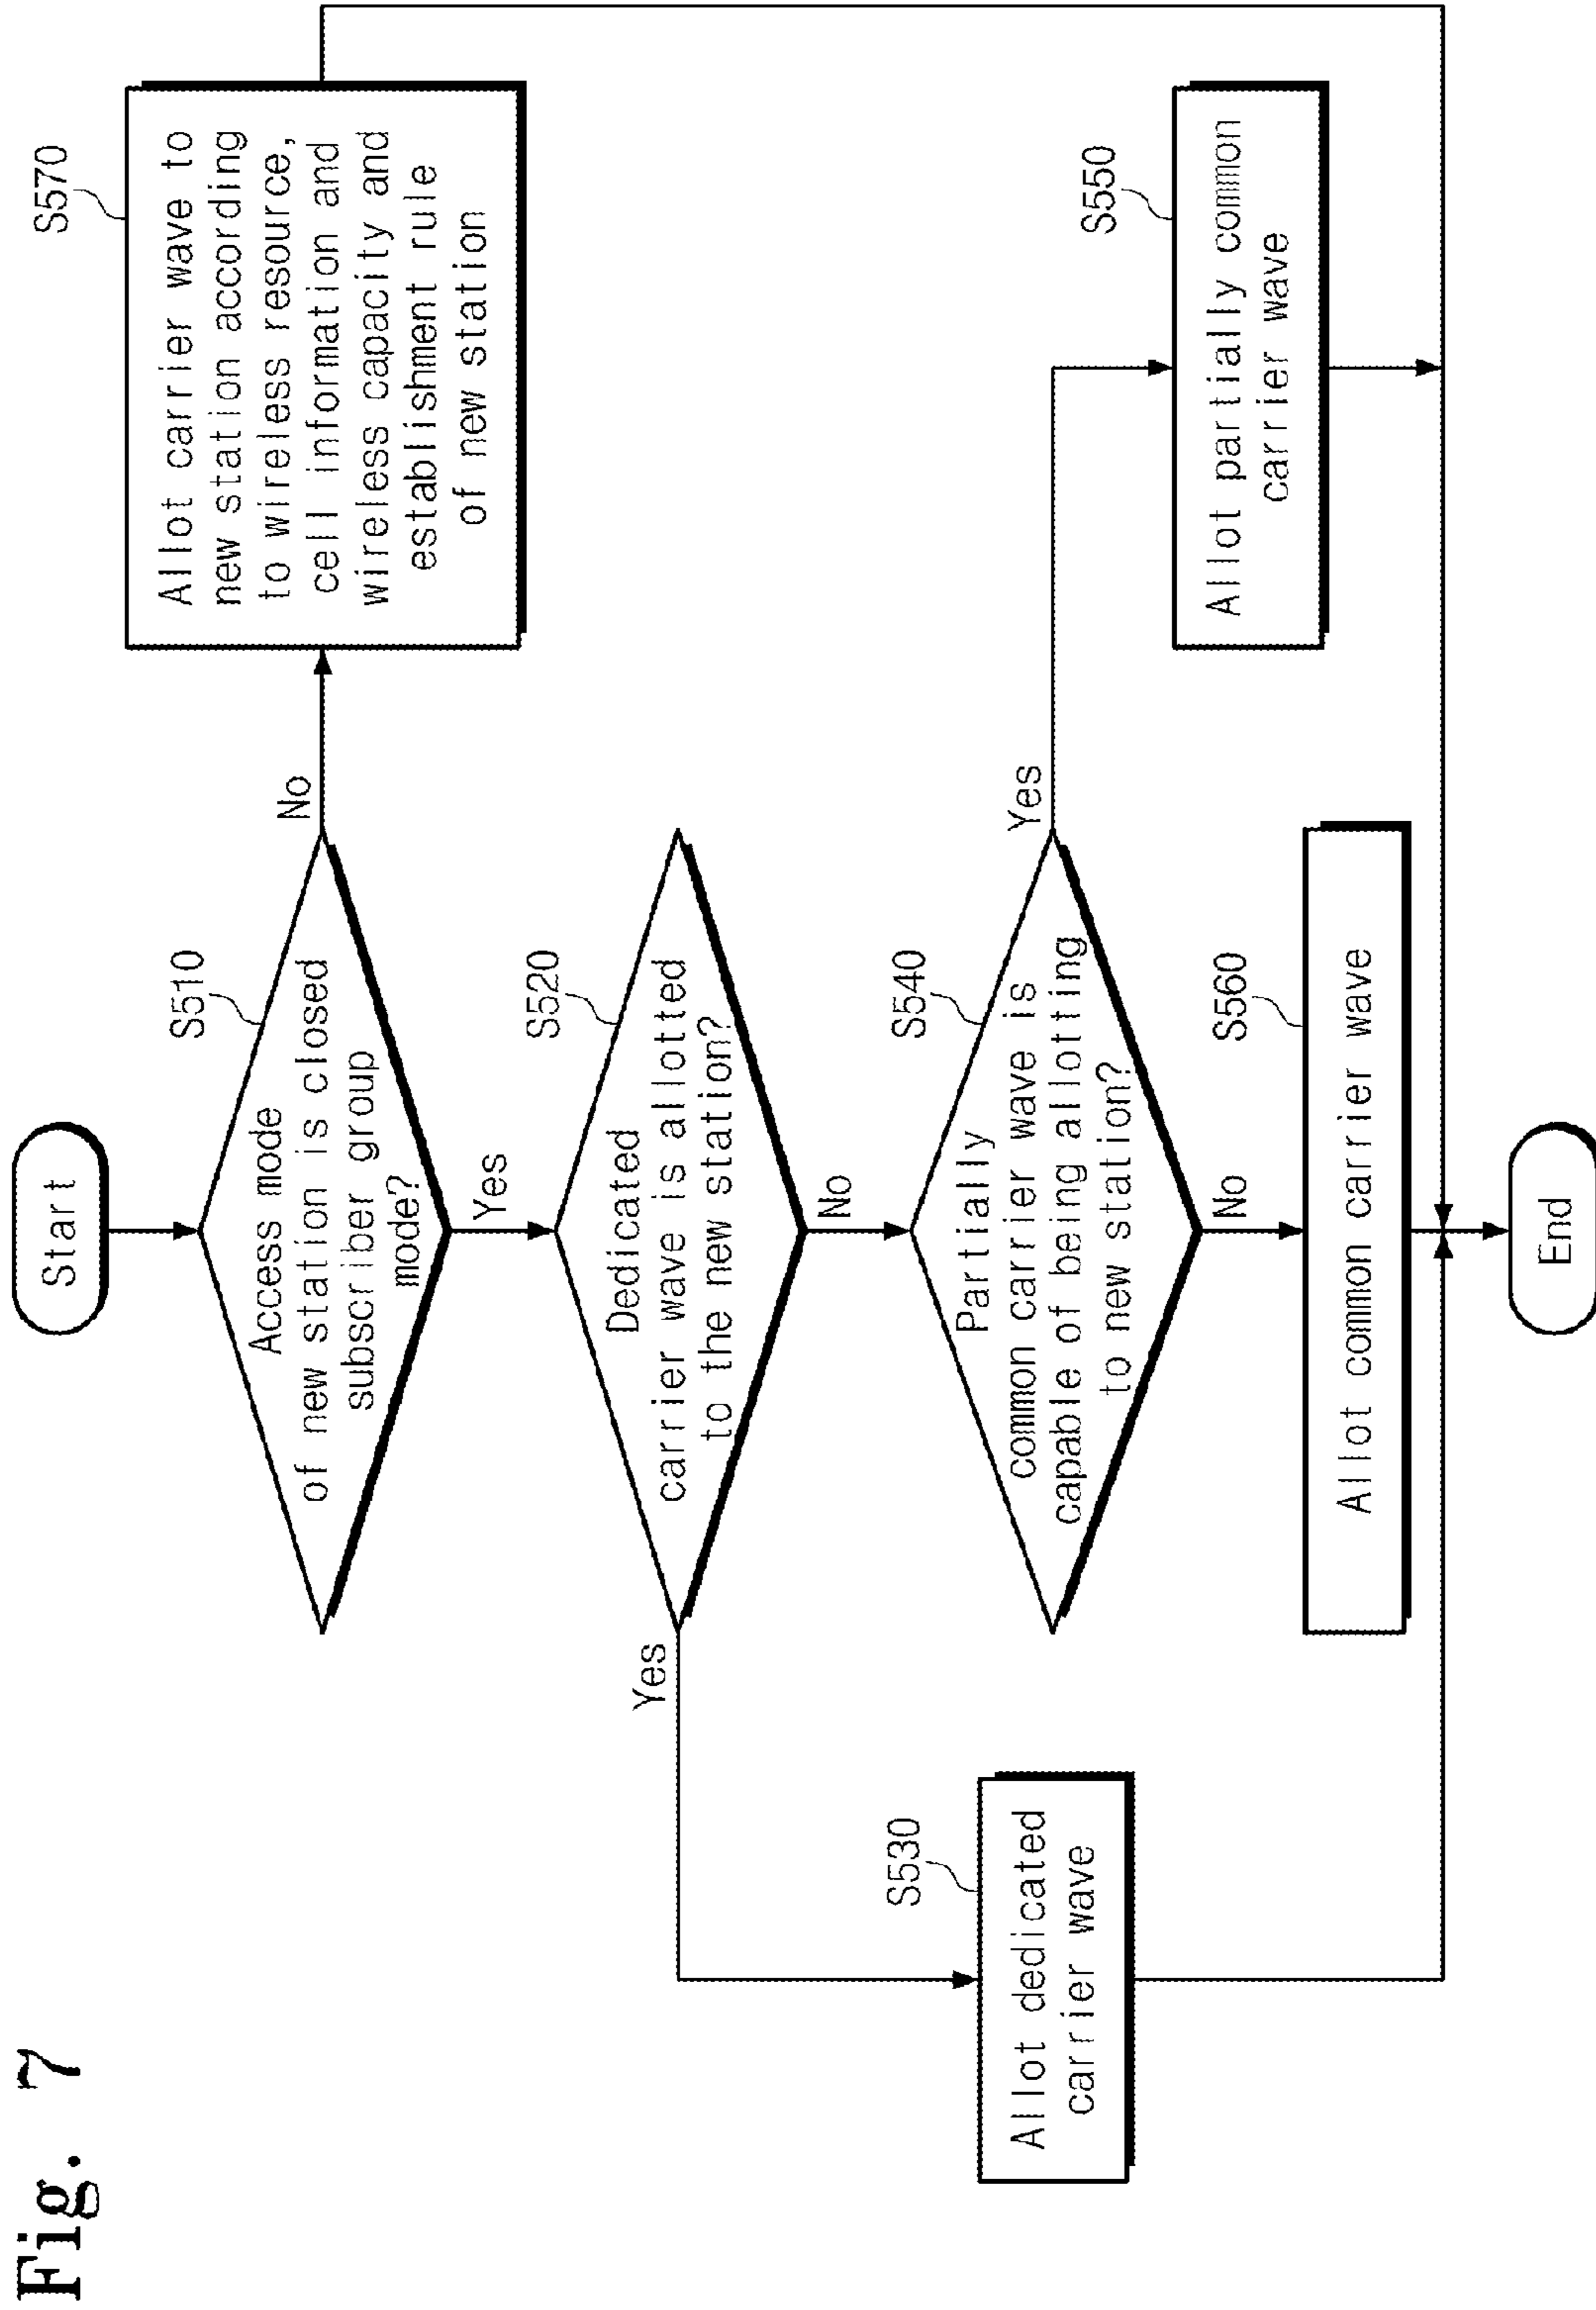 Fig. 7
Start
S510
Access mode
of new station is closed
subscriber group
mode?
No
Yes
S570
Allot carrier wave to
new station according
to wireless resource,
cell information and
wireless capacity and
establishment rule
of new station
S520
Dedicated
carrier wave is allotted
to the new station?
Yes
No
S530
Allot dedicated
carrier wave
S540
Partially
common carrier wave is
capable of being allotting
to new station?
Yes
No
S550
Allot partially common
carrier wave
S560
Allot common carrier wave
End